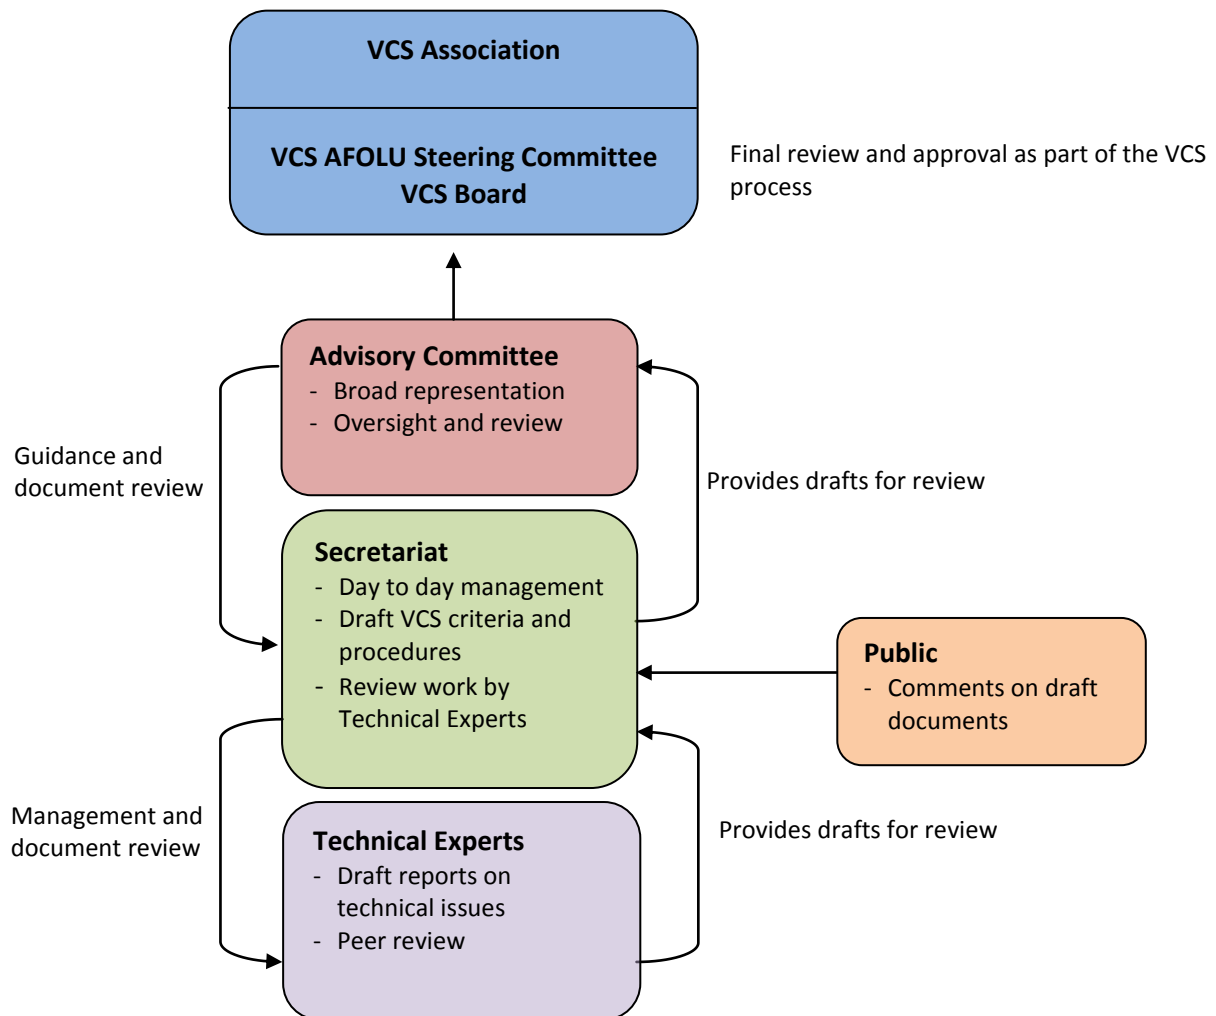 VCS Association
VCS AFOLU Steering Committee
VCS Board
Final review and approval as part of the VCS
process
Advisory Committee
- Broad representation
- Oversight and review
Guidance and
document review
Provides drafts for review
Secretariat
- Day to day management
- Draft VCS criteria and
procedures
- Review work by
Technical Experts
Public
- Comments on draft
documents
Management and
document review
Provides drafts for review
Technical Experts
- Draft reports on
technical issues
- Peer review